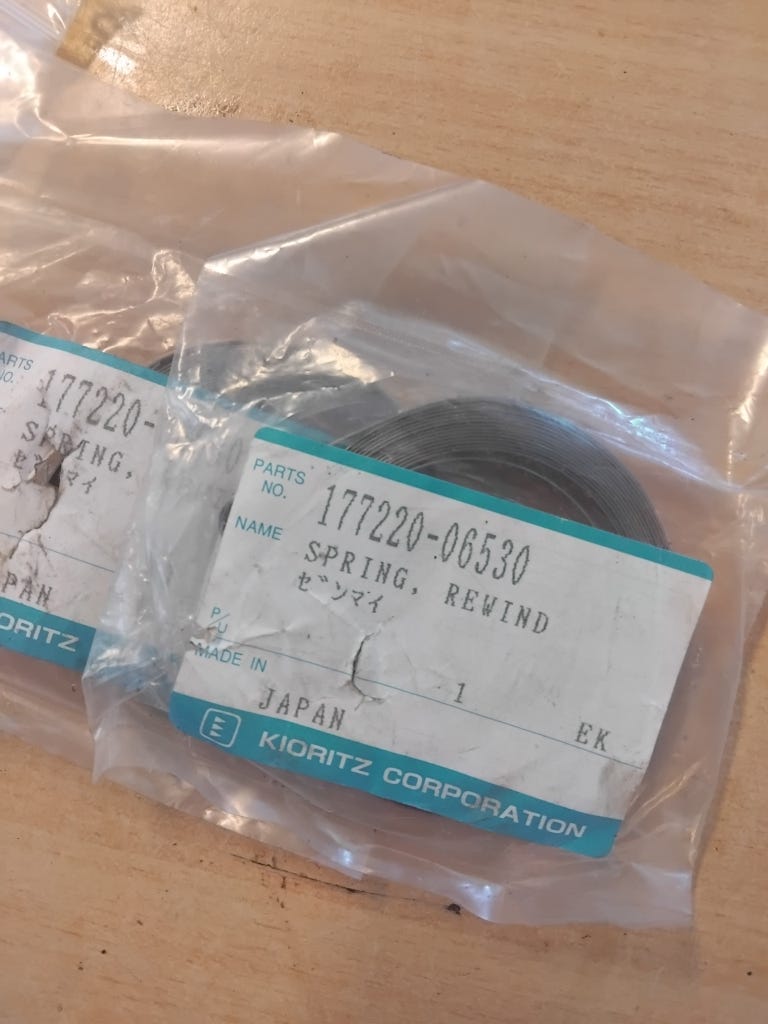 PARTS NO. 177220-06530
NAME SPRING, REWIND
ゼンマイ
P/U 1 EK
MADE IN JAPAN
KIORITZ CORPORATION
PARTS NO. 177220-
SPRING,
ゼンマイ
PAN
ORITZ